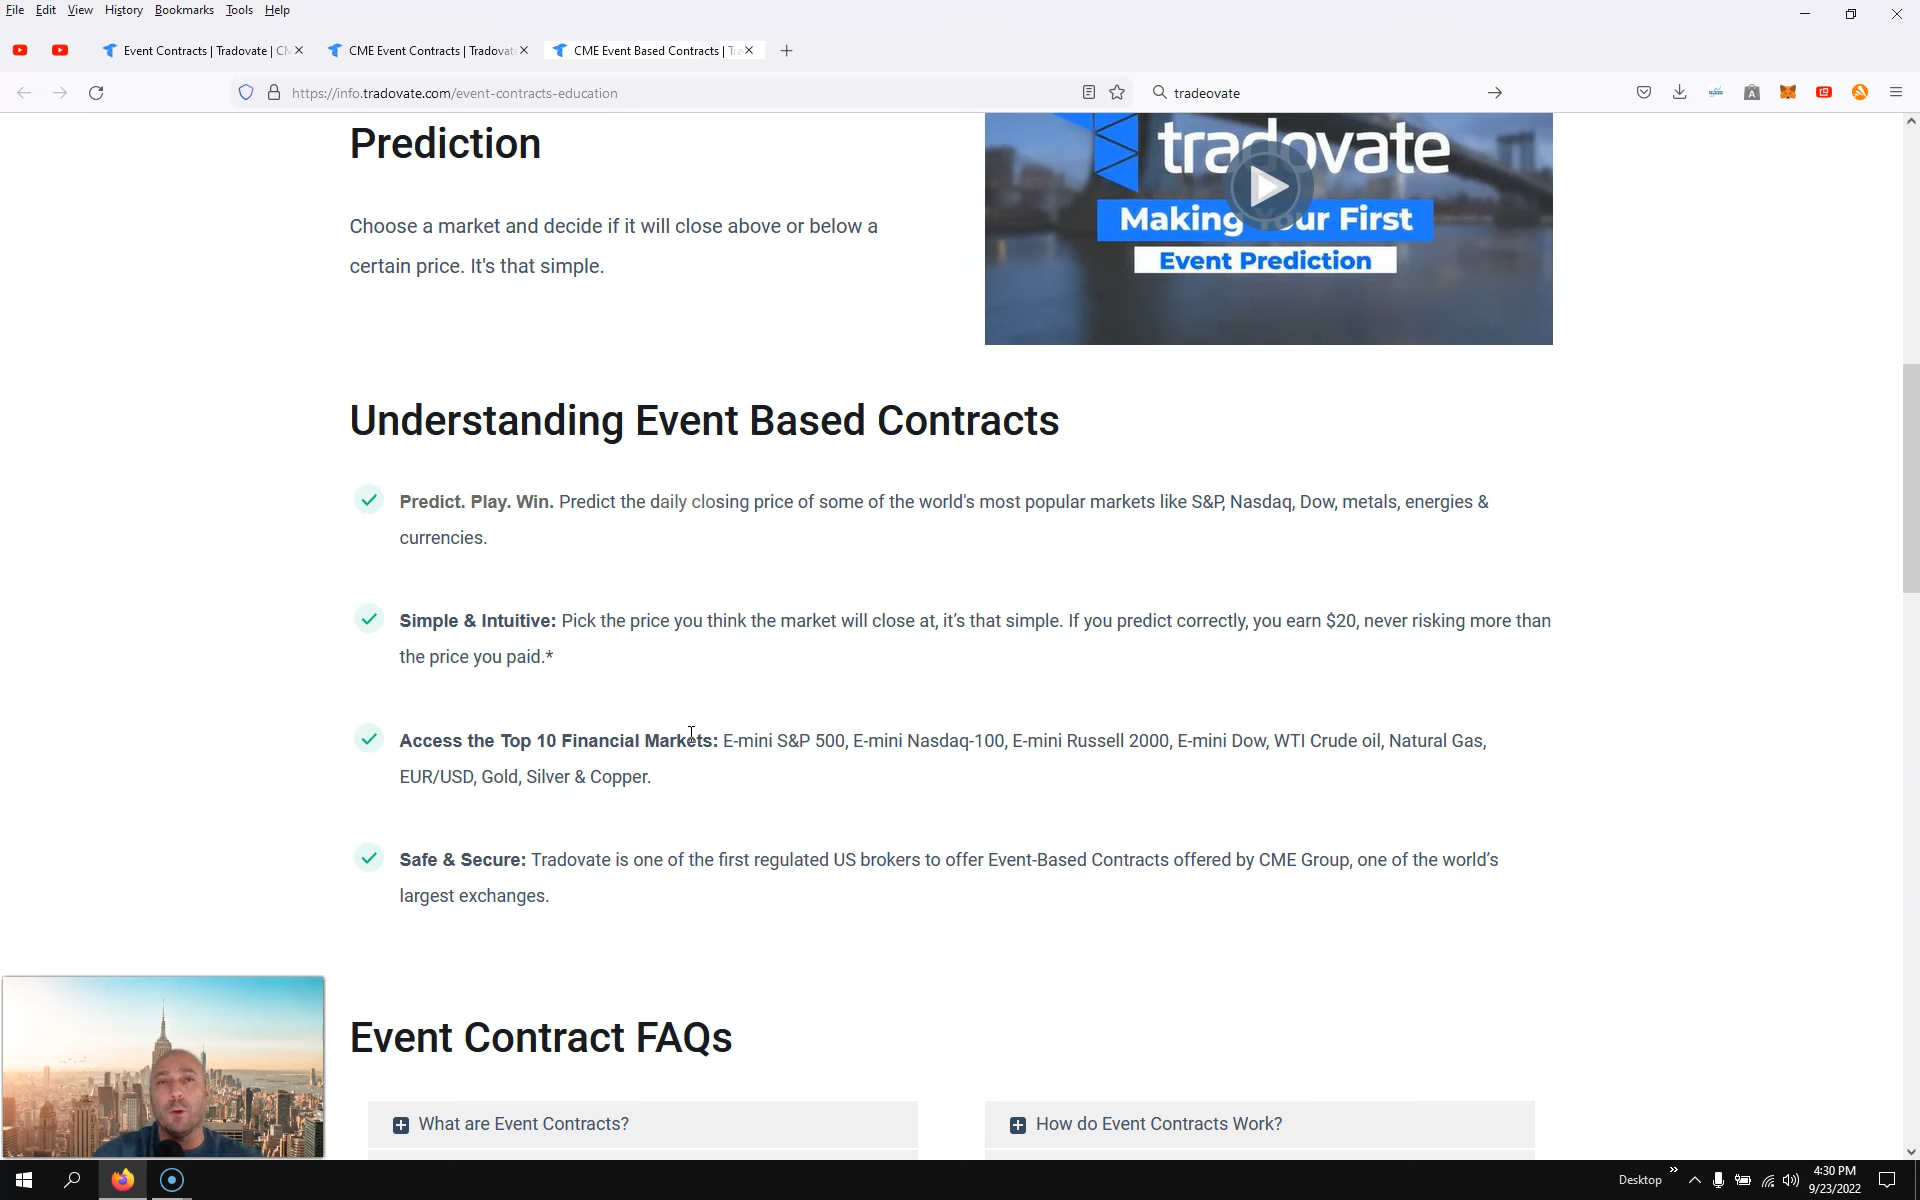 File Edit View History Bookmarks Tools Help
Event Contracts | Tradovate | CM
CME Event Contracts | Tradovat
CME Event Based Contracts | Tr
https://info.tradovate.com/event-contracts-education
tradeovate
Prediction
Choose a market and decide if it will close above or below a
certain price. It's that simple.
tradovate
Making Your First
Event Prediction
Understanding Event Based Contracts
Predict. Play. Win. Predict the daily closing price of some of the world's most popular markets like S&P, Nasdaq, Dow, metals, energies &
currencies.
Simple & Intuitive: Pick the price you think the market will close at, it’s that simple. If you predict correctly, you earn $20, never risking more than
the price you paid.*
Access the Top 10 Financial Markets: E-mini S&P 500, E-mini Nasdaq-100, E-mini Russell 2000, E-mini Dow, WTI Crude oil, Natural Gas,
EUR/USD, Gold, Silver & Copper.
Safe & Secure: Tradovate is one of the first regulated US brokers to offer Event-Based Contracts offered by CME Group, one of the world’s
largest exchanges.
Event Contract FAQs
What are Event Contracts?
How do Event Contracts Work?
Desktop
4:30 PM
9/23/2022